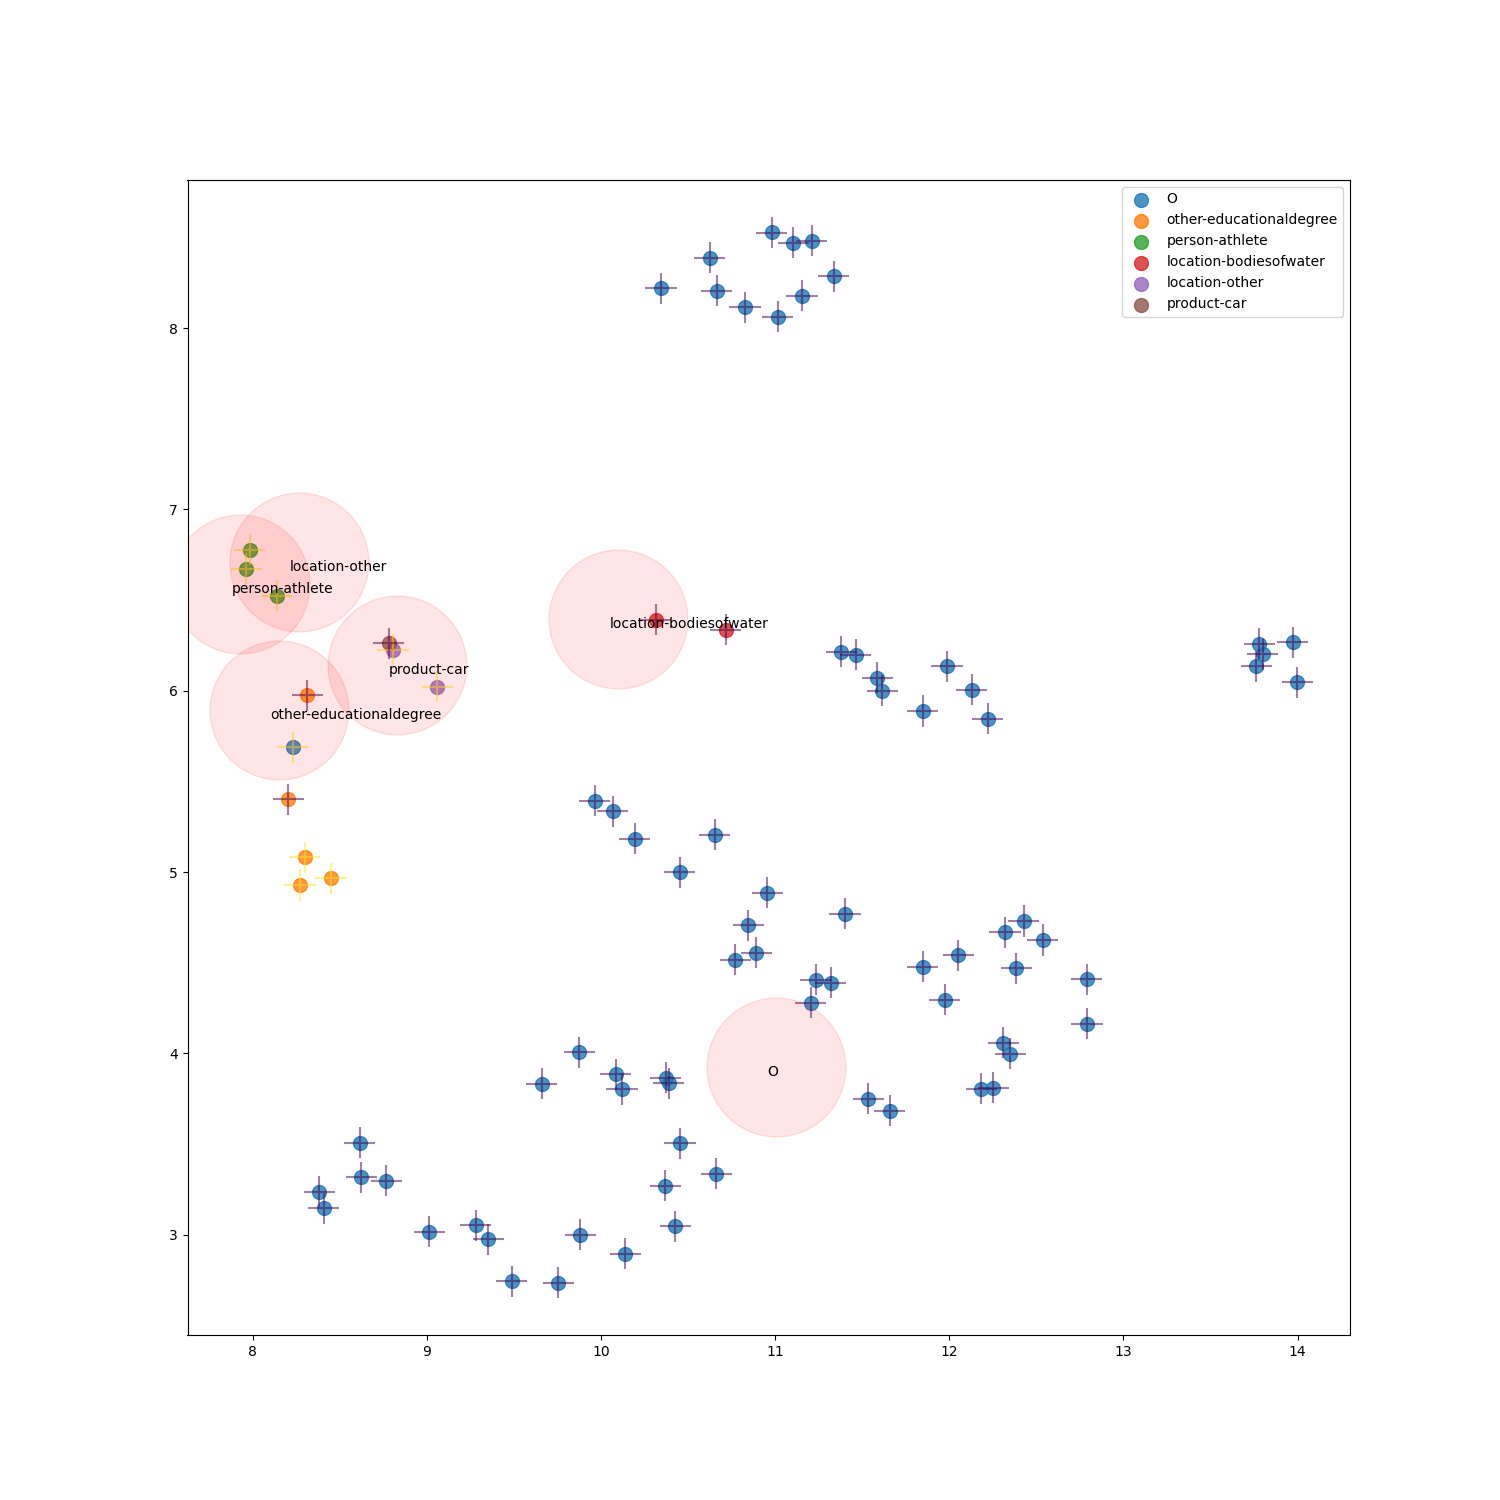 O
other-educationaldegree
person-athlete
location-bodiesofwater
location-other
product-car
8
7
location-other
person-athlete
location-bodiesofwater
product-car
6
other-educationaldegree
5
4
O
3
8 9 10 11 12 13 14